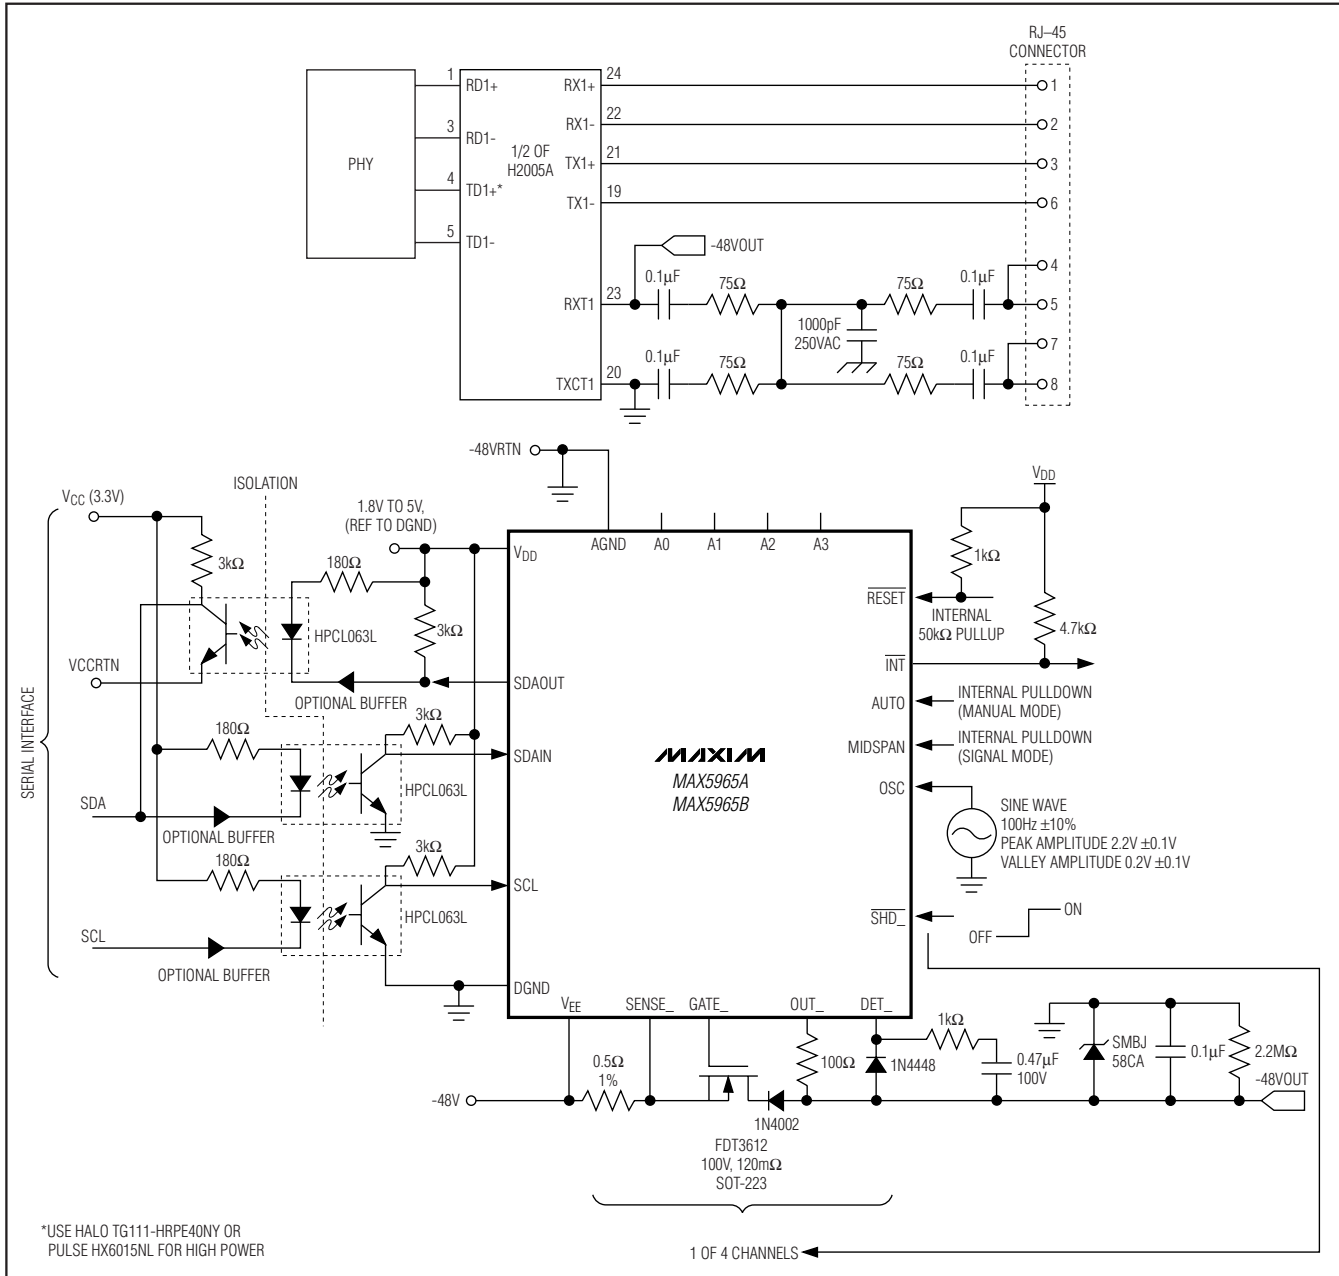 RJ–45
CONNECTOR
PHY
1
3
4
5
RD1+
RD1-
TD1+*
TD1-
1/2 OF
H2005A
RX1+
RX1-
TX1+
TX1-
RXT1
TXCT1
24
22
21
19
23
20
1
2
3
6
4
5
7
8
-48VOUT
0.1µF
75Ω
1000pF
250VAC
75Ω
0.1µF
0.1µF
75Ω
75Ω
0.1µF
-48VRTN
ISOLATION
VCC (3.3V)
1.8V TO 5V,
(REF TO DGND)
3kΩ
180Ω
3kΩ
HPCL063L
VCCRTN
OPTIONAL BUFFER
SERIAL INTERFACE
180Ω
3kΩ
HPCL063L
SDA
OPTIONAL BUFFER
180Ω
3kΩ
HPCL063L
SCL
OPTIONAL BUFFER
AGND
A0
A1
A2
A3
VDD
SDAOUT
SDAIN
SCL
DGND
MAXIM
MAX5965A
MAX5965B
RESET
INT
AUTO
MIDSPAN
OSC
SHD_
VEE
SENSE_
GATE_
OUT_
DET_
VDD
1kΩ
INTERNAL
50kΩ PULLUP
4.7kΩ
INTERNAL PULLDOWN
(MANUAL MODE)
INTERNAL PULLDOWN
(SIGNAL MODE)
SINE WAVE
100Hz ±10%
PEAK AMPLITUDE 2.2V ±0.1V
VALLEY AMPLITUDE 0.2V ±0.1V
ON
OFF
-48V
0.5Ω
1%
FDT3612
100V, 120mΩ
SOT-223
1N4002
100Ω
1N4448
1kΩ
0.47µF
100V
SMBJ
58CA
0.1µF
2.2MΩ
-48VOUT
1 OF 4 CHANNELS
*USE HALO TG111-HRPE40NY OR
PULSE HX6015NL FOR HIGH POWER